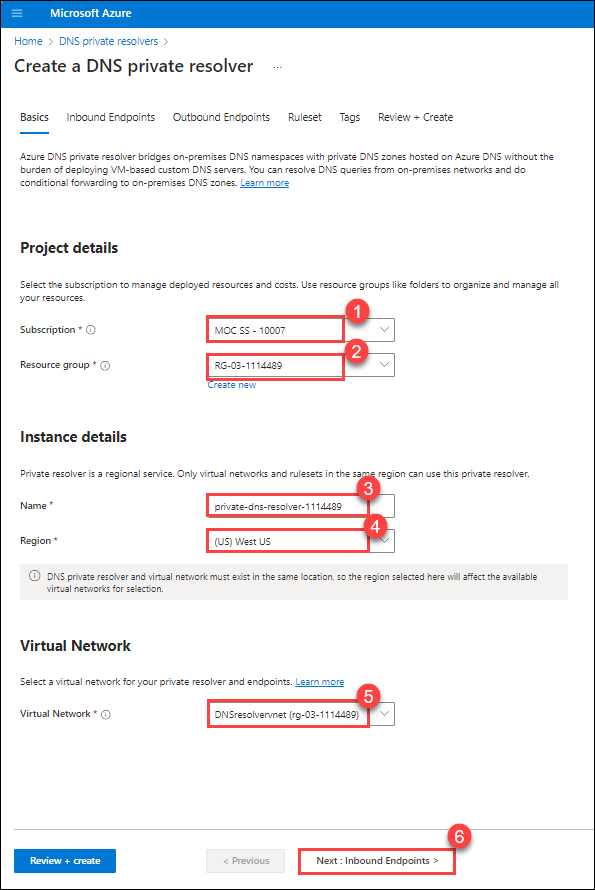 Microsoft Azure
Home > DNS private resolvers >
Create a DNS private resolver ...
Basics Inbound Endpoints Outbound Endpoints Ruleset Tags Review + Create
Azure DNS private resolver bridges on-premises DNS namespaces with private DNS zones hosted on Azure DNS without the
burden of deploying VM-based custom DNS servers. You can resolve DNS queries from on-premises networks and do
conditional forwarding to on-premises DNS zones. Learn more
Project details
Select the subscription to manage deployed resources and costs. Use resource groups like folders to organize and manage all
your resources.
1
Subscription * MOC SS - 10007
2
Resource group * RG-03-1114489
Create new
Instance details
Private resolver is a regional service. Only virtual networks and rulesets in the same region can use this private resolver.
3
Name * private-dns-resolver-1114489
4
Region * (US) West US
DNS private resolver and virtual network must exist in the same location, so the region selected here will affect the available
virtual networks for selection.
Virtual Network
Select a virtual network for your private resolver and endpoints. Learn more
5
Virtual Network * DNSresolvervnet (rg-03-1114489)
6
Review + create < Previous Next : Inbound Endpoints >